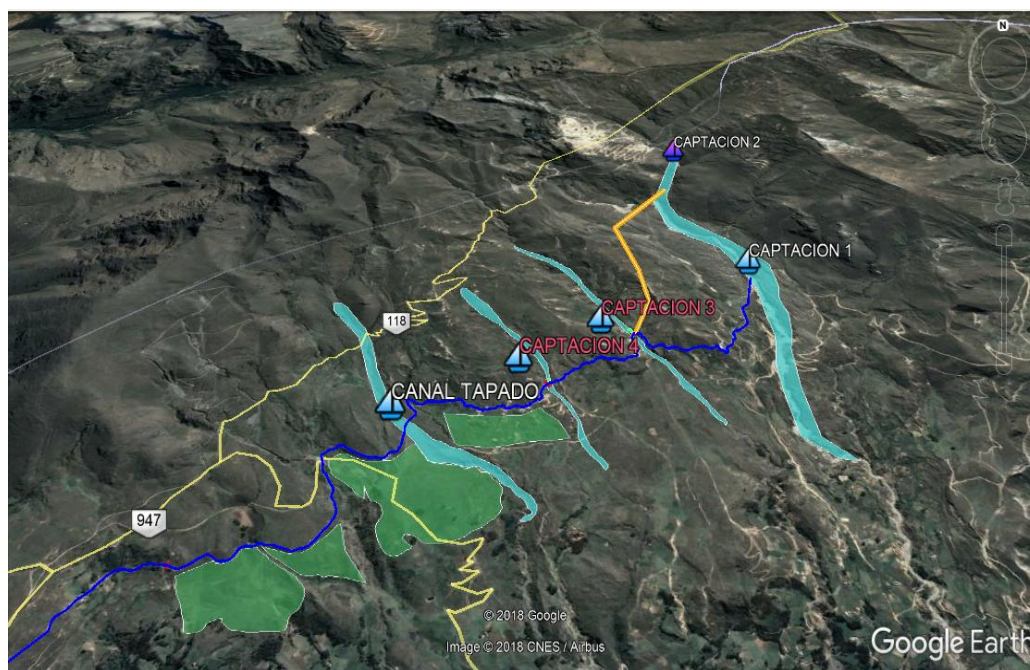 N
CAPTACION 2
CAPTACION 1
CAPTACION 3
118
CAPTACION 4
CANAL TAPADO
947
© 2018 Google
Image © 2018 CNES / Airbus
Google Earth